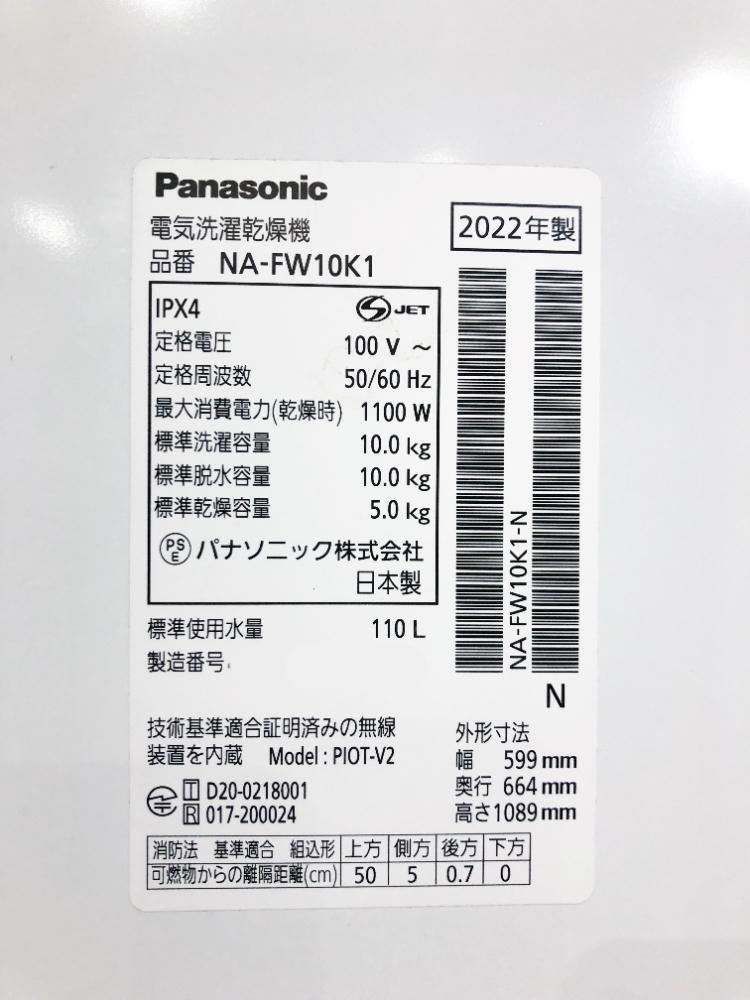 Panasonic
電気洗濯乾燥機
品番 NA-FW10K1
2022年製
IPX4 S JET
定格電圧 100 V ~
定格周波数 50/60 Hz
最大消費電力(乾燥時) 1100 W
標準洗濯容量 10.0 kg
標準脱水容量 10.0 kg
標準乾燥容量 5.0 kg
PSE パナソニック株式会社
日本製
標準使用水量 110 L
製造番号
NA-FW10K1-N
N
技術基準適合証明済みの無線
装置を内蔵 Model : PIOT-V2
T D20-0218001
R 017-200024
外形寸法
幅 599 mm
奥行 664 mm
高さ1089 mm
消防法 基準適合 組込形 上方 側方 後方 下方
可燃物からの離隔距離(cm) 50 5 0.7 0